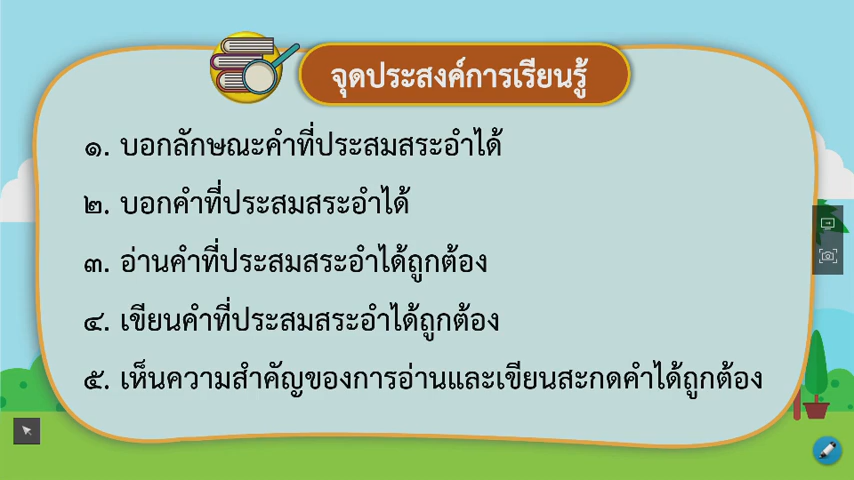 จุดประสงค์การเรียนรู้
๑. บอกลักษณะคำที่ประสมสระอำได้
๒. บอกคำที่ประสมสระอำได้
๓. อ่านคำที่ประสมสระอำได้ถูกต้อง
๔. เขียนคำที่ประสมสระอำได้ถูกต้อง
๕. เห็นความสำคัญของการอ่านและเขียนสะกดคำได้ถูกต้อง